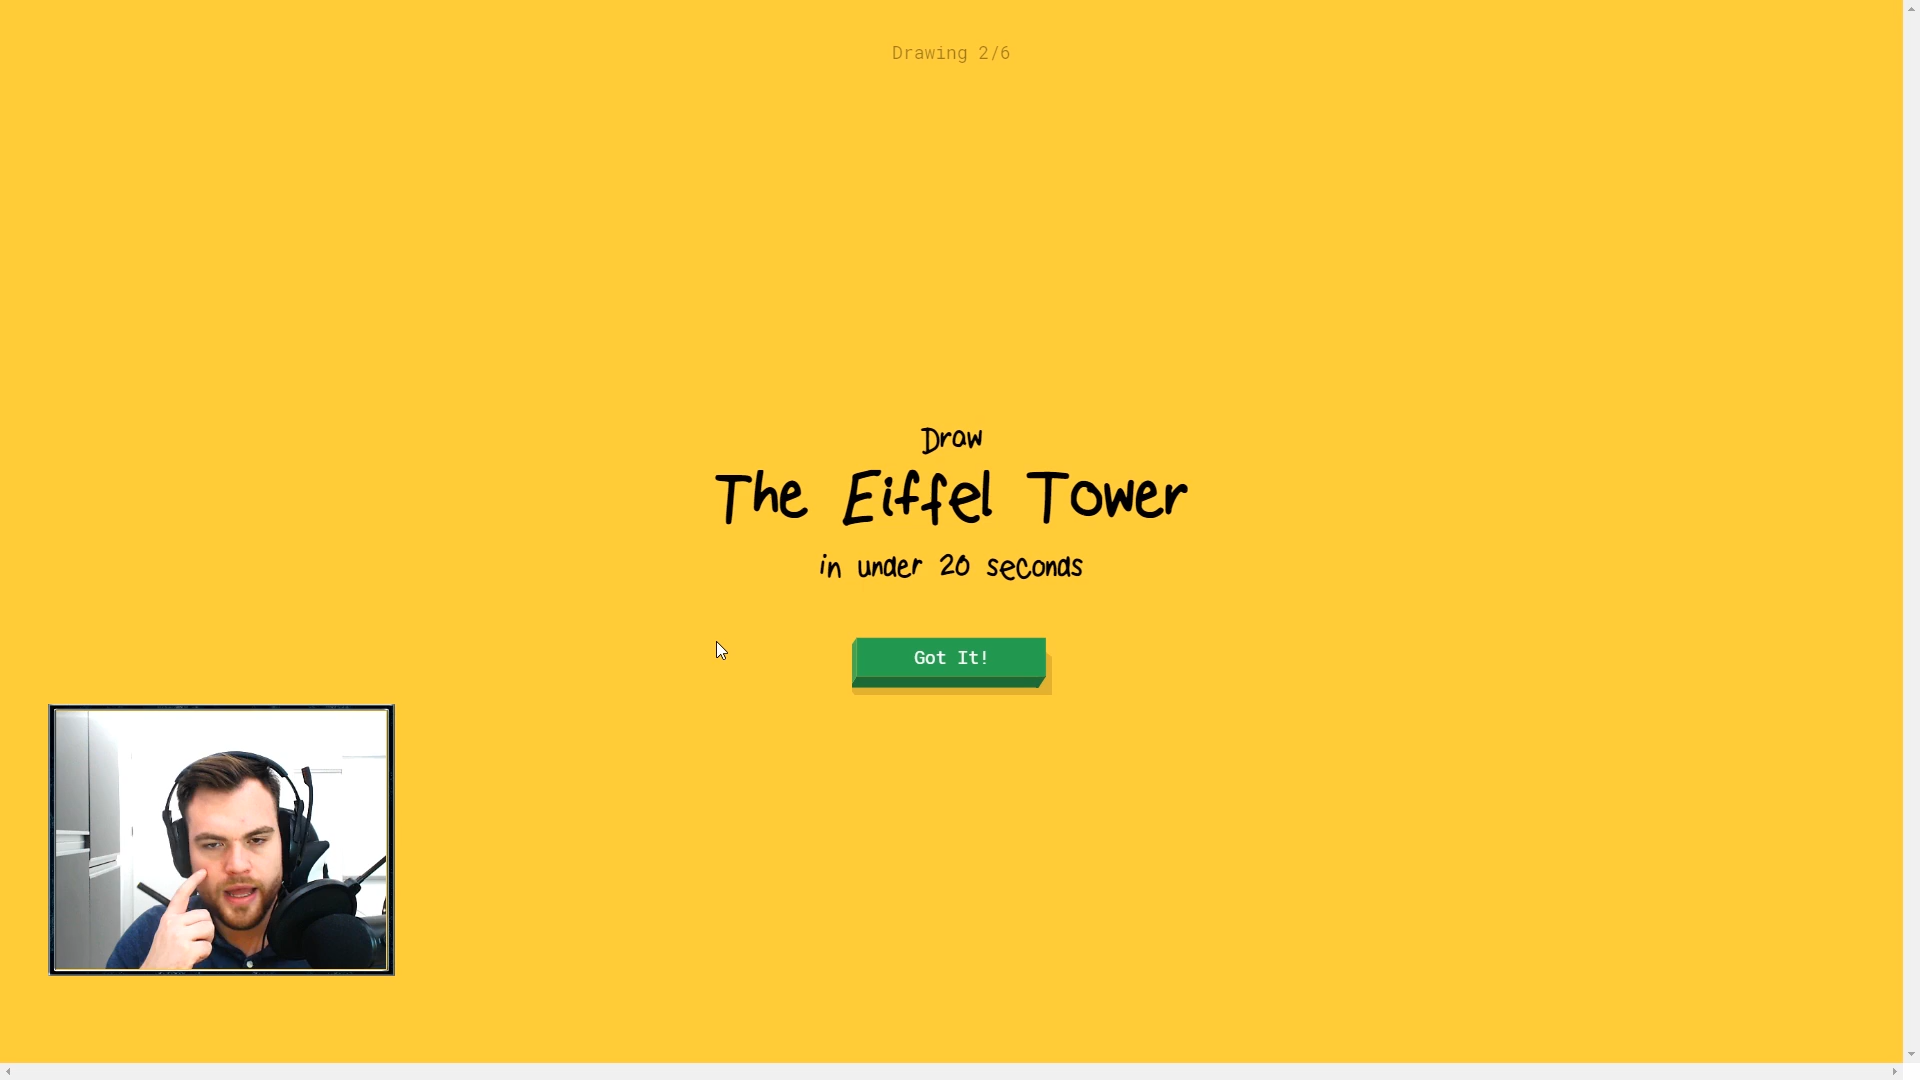 Drawing 2/6
Draw
The Eiffel Tower
in under 20 seconds
Got It!